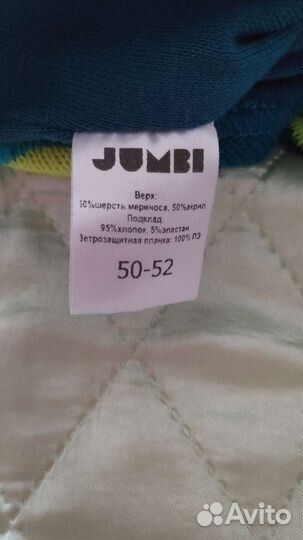 JUMBI
Верх:
50%шерсть мериноса, 50%акрил
Подклад:
95%хлопок, 5%эластан
Ветрозащитная планка: 100% ПЭ
50-52
Avito